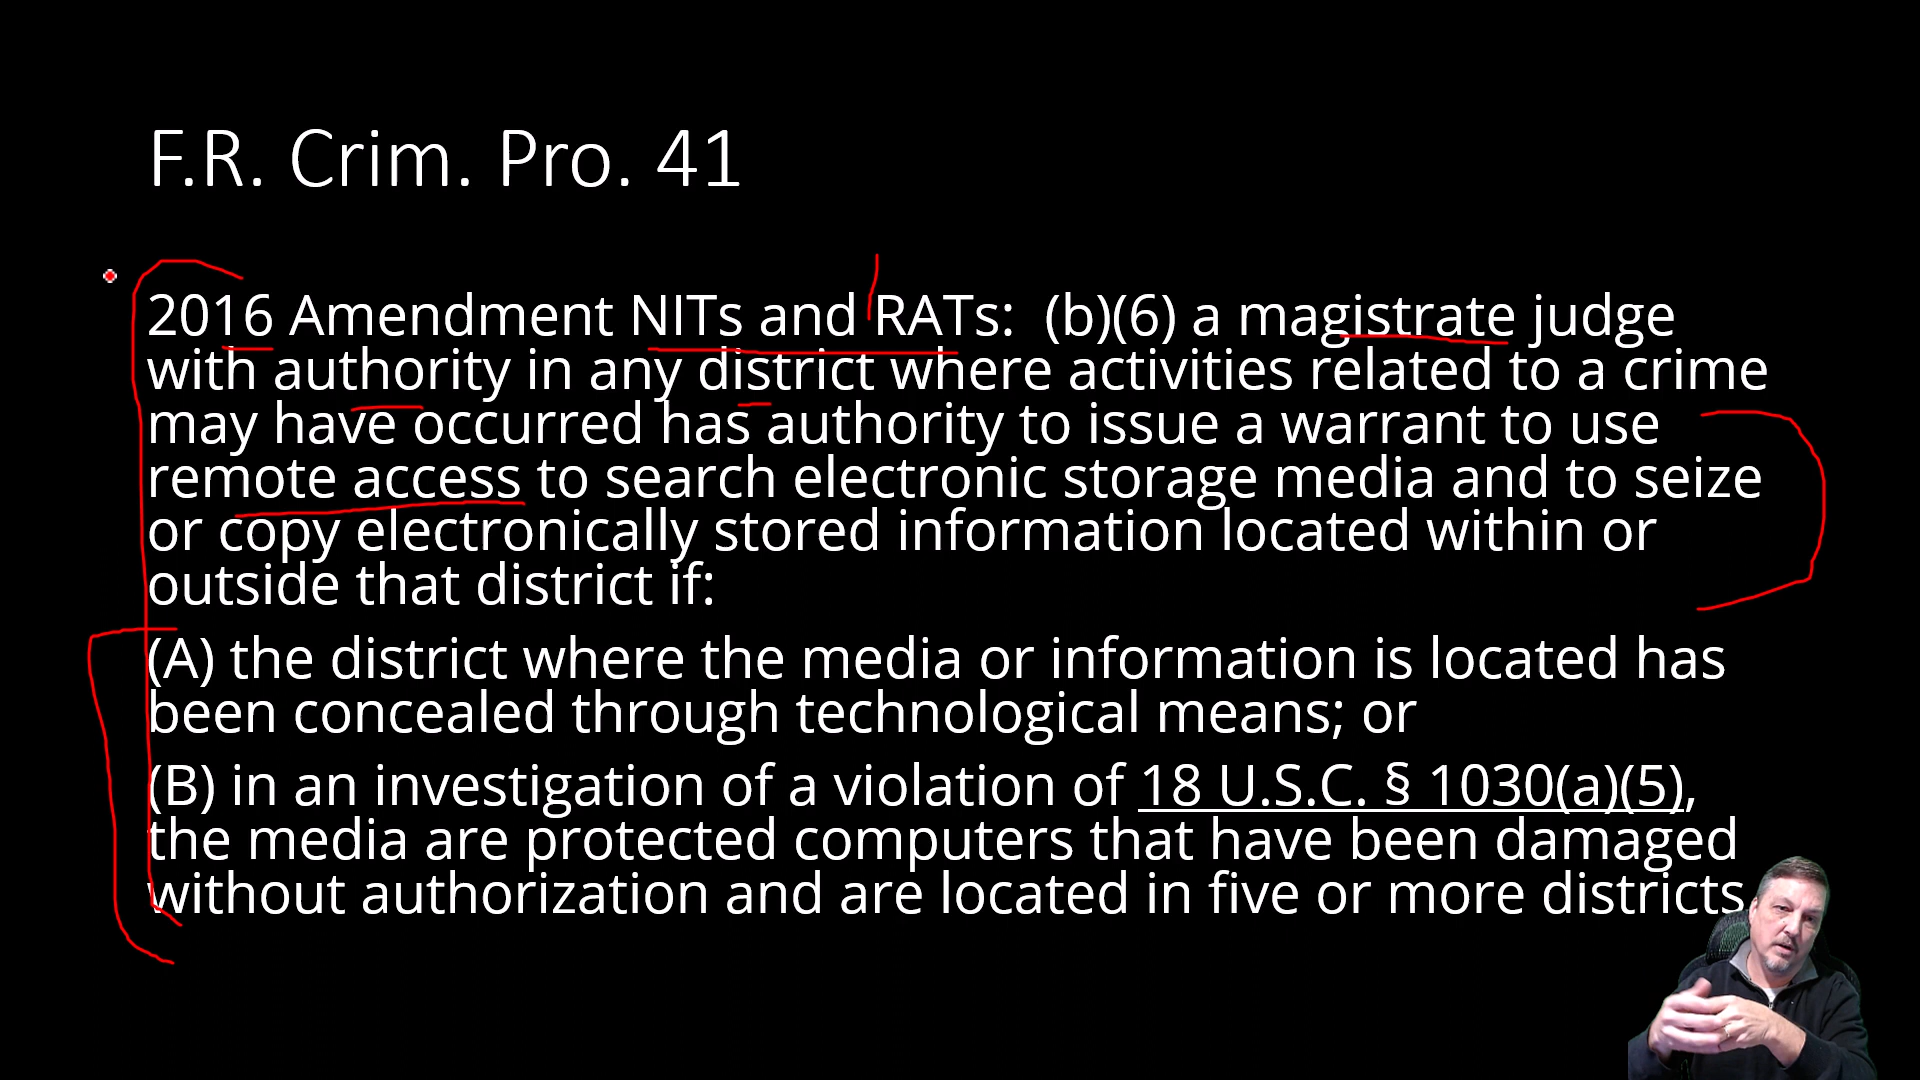 F.R. Crim. Pro. 41
2016 Amendment NITs and RATs: (b)(6) a magistrate judge
with authority in any district where activities related to a crime
may have occurred has authority to issue a warrant to use
remote access to search electronic storage media and to seize
or copy electronically stored information located within or
outside that district if:
(A) the district where the media or information is located has
been concealed through technological means; or
(B) in an investigation of a violation of 18 U.S.C. § 1030(a)(5),
the media are protected computers that have been damaged
without authorization and are located in five or more districts.